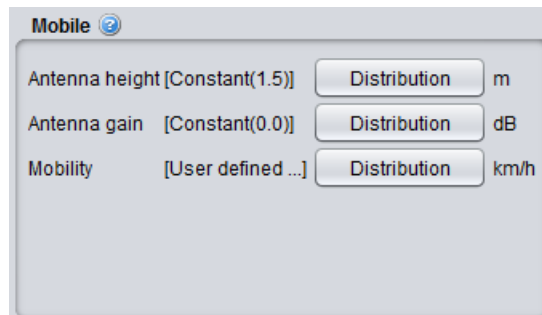 Mobile
Antenna height [Constant(1.5)] Distribution m
Antenna gain [Constant(0.0)] Distribution dB
Mobility [User defined ...] Distribution km/h